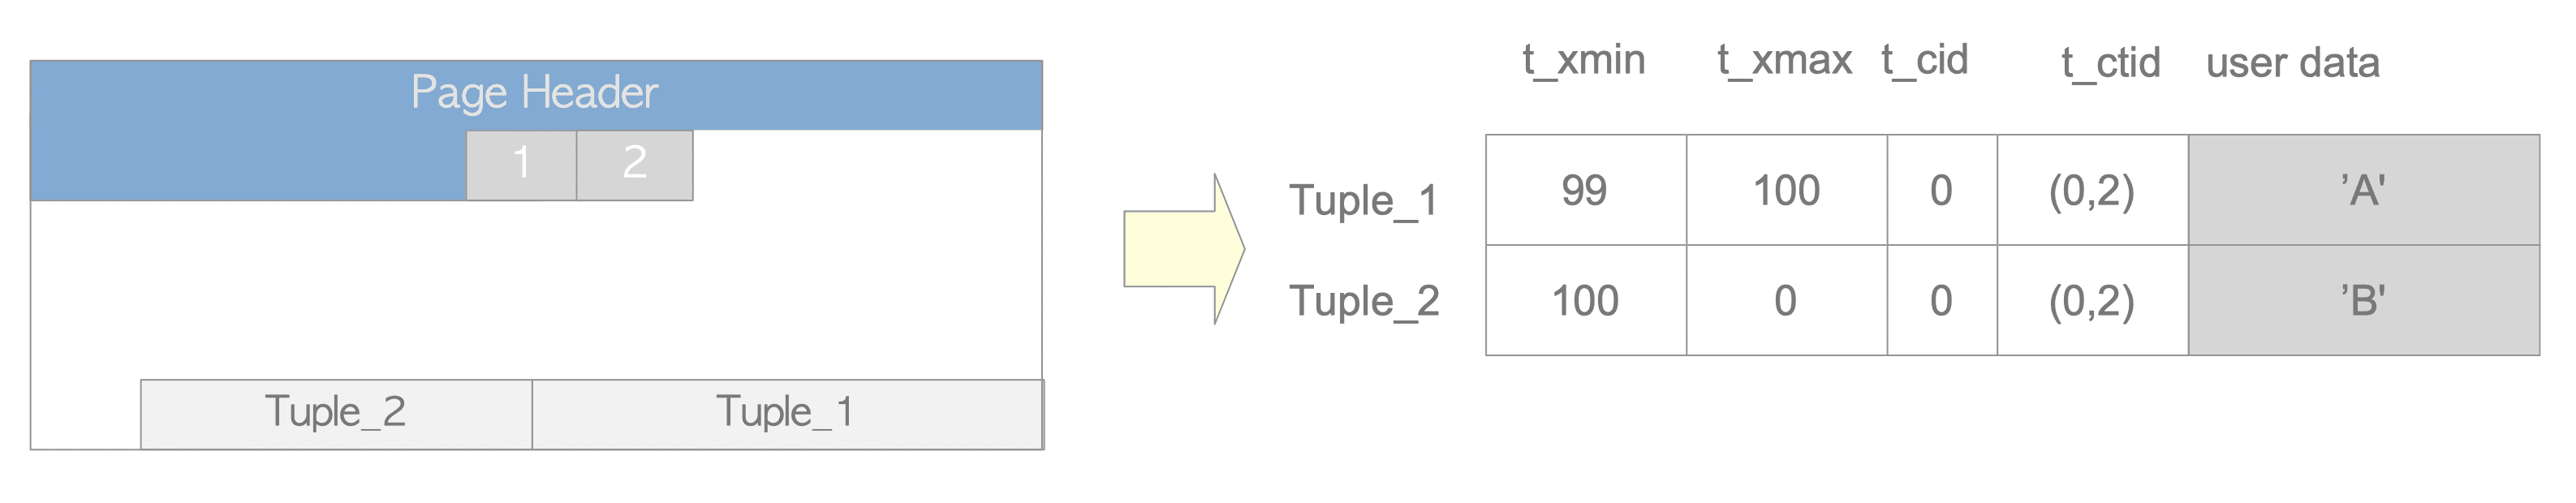 Page Header
1 2
Tuple_2 Tuple_1
t_xmin t_xmax t_cid t_ctid user data
Tuple_1 99 100 0 (0,2) ’A'
Tuple_2 100 0 0 (0,2) ’B'